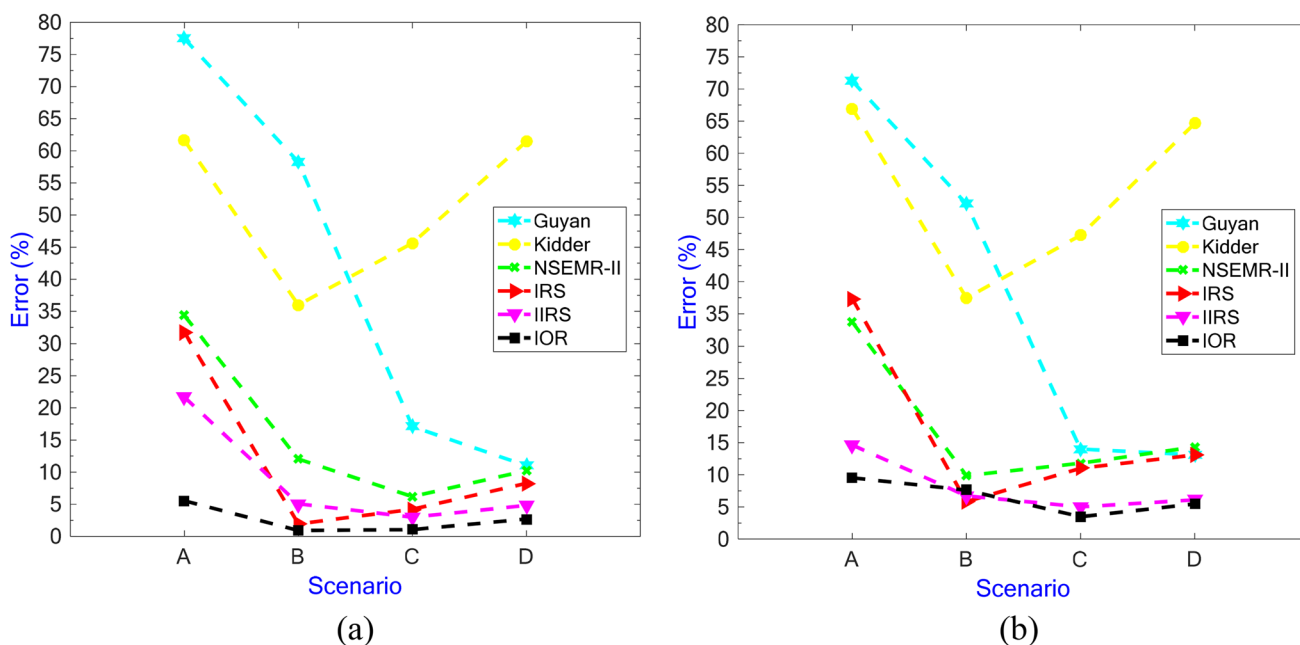 80
75
70
65
60
55
50
45
40
35
30
25
20
15
10
5
0
Error (%)
A B C D
Scenario
Guyan
Kidder
NSEMR-II
IRS
IIRS
IOR
(a)
80
75
70
65
60
55
50
45
40
35
30
25
20
15
10
5
0
Error (%)
A B C D
Scenario
Guyan
Kidder
NSEMR-II
IRS
IIRS
IOR
(b)